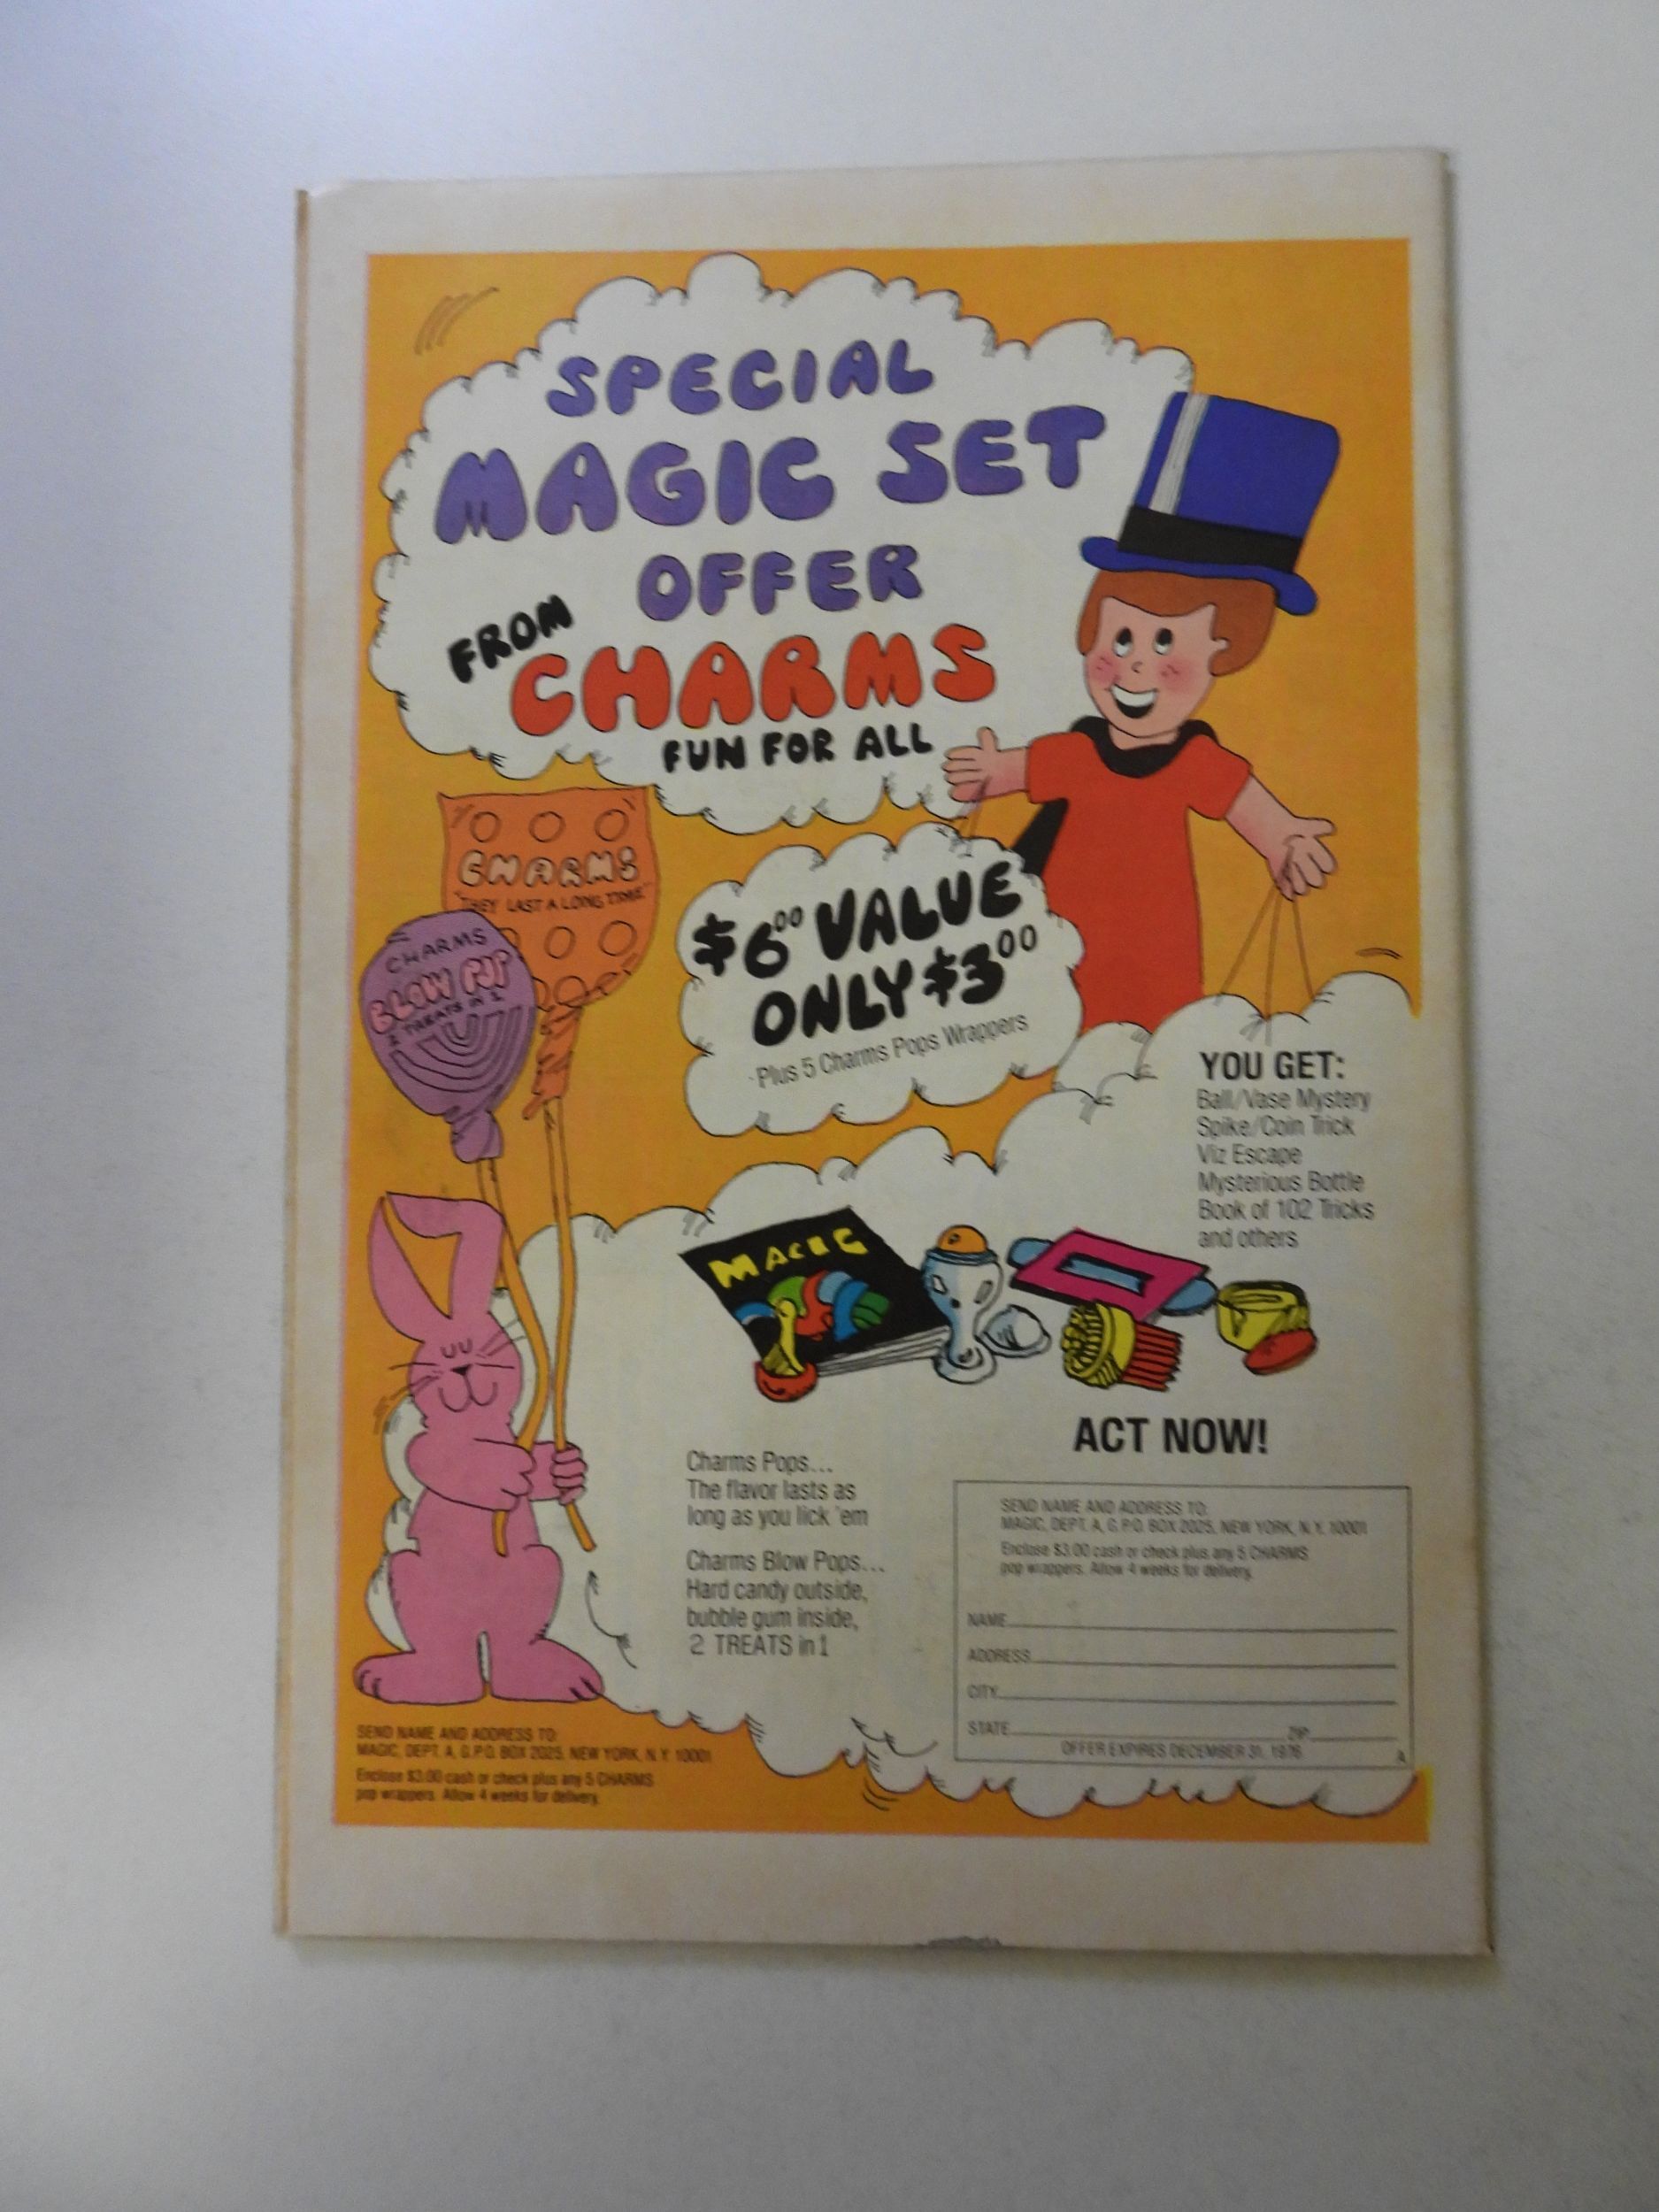 SPECIAL
MAGIC SET
OFFER
FROM
CHARMS
FUN FOR ALL
CHARMS
"THEY LAST A LONG TIME"
CHARMS
BLOW POP
2 TREATS IN 1
$6.00 VALUE
ONLY $3.00
·Plus 5 Charms Pops Wrappers
YOU GET:
Ball/Vase Mystery
Spike/Coin Trick
Viz Escape
Mysterious Bottle
Book of 102 Tricks
and others
MAGIC
ACT NOW!
Charms Pops...
The flavor lasts as
long as you lick 'em
Charms Blow Pops...
Hard candy outside,
bubble gum inside,
2 TREATS in 1
SEND NAME AND ADDRESS TO:
MAGIC, DEPT. A, G.P.O. BOX 2025, NEW YORK, N.Y. 10001
Enclose $3.00 cash or check plus any 5 CHARMS
pop wrappers. Allow 4 weeks for delivery.
NAME
ADDRESS
CITY
STATE ZIP
OFFER EXPIRES DECEMBER 31, 1976
A
SEND NAME AND ADDRESS TO:
MAGIC, DEPT. A, G.P.O. BOX 2025, NEW YORK, N.Y. 10001
Enclose $3.00 cash or check plus any 5 CHARMS
pop wrappers. Allow 4 weeks for delivery.